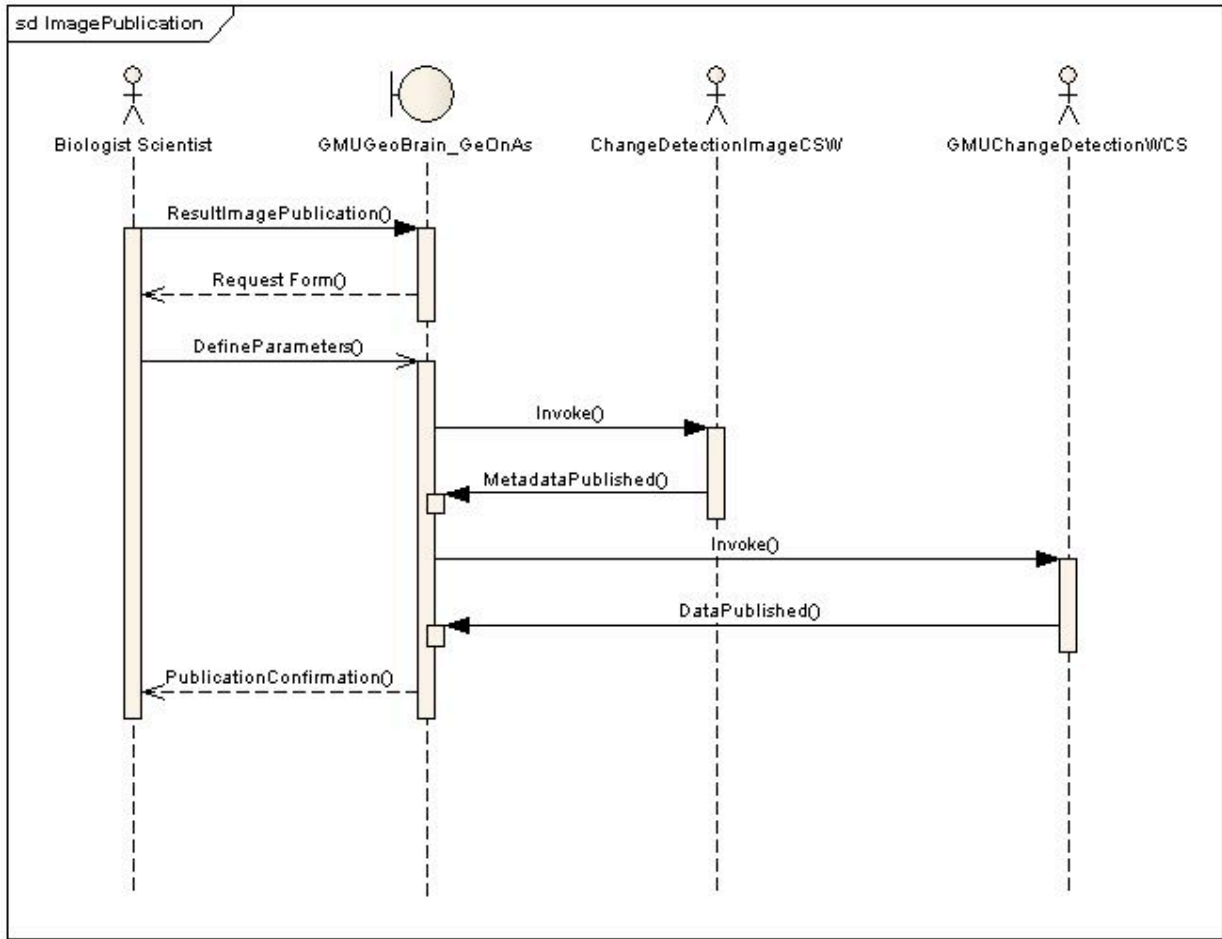 sd ImagePublication
Biologist Scientist
GMUGeoBrain_GeOnAs
ChangeDetectionImageCSW
GMUChangeDetectionWCS
ResultImagePublication()
Request Form()
DefineParameters()
Invoke()
MetadataPublished()
Invoke()
DataPublished()
PublicationConfirmation()